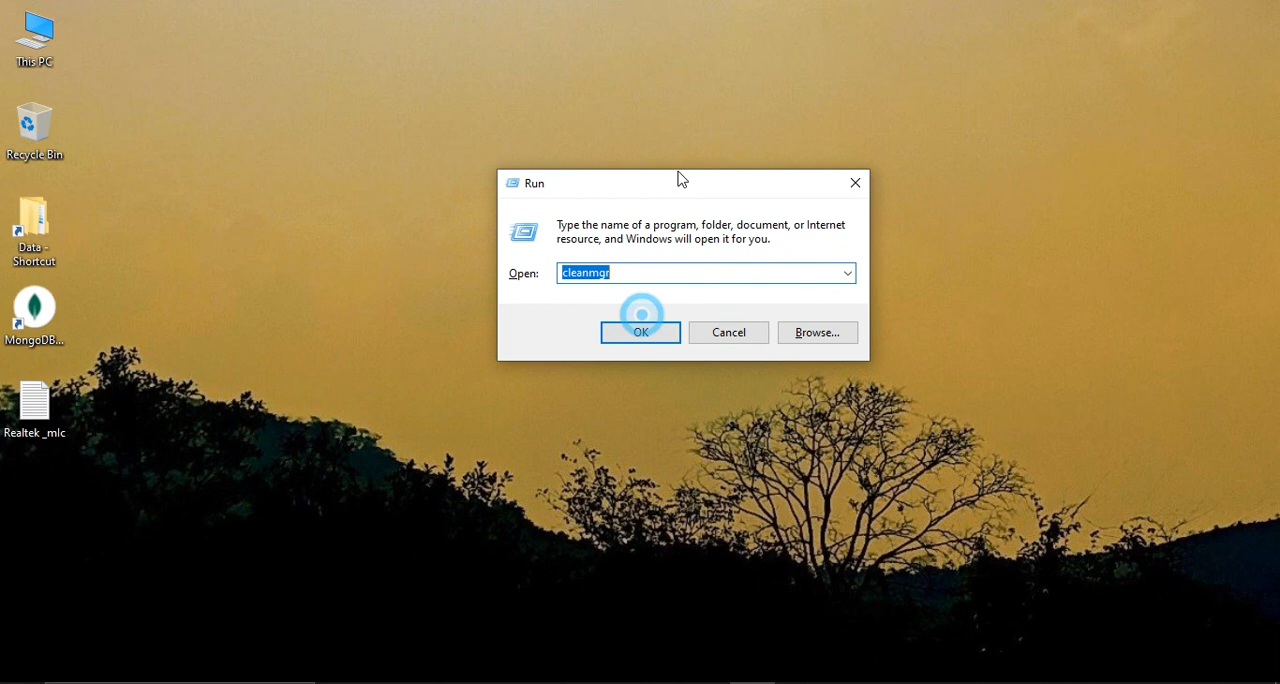 This PC
Recycle Bin
Data -
Shortcut
MongoDB...
Realtek _mlc
Run
Type the name of a program, folder, document, or Internet
resource, and Windows will open it for you.
Open:
cleanmgr
OK
Cancel
Browse...